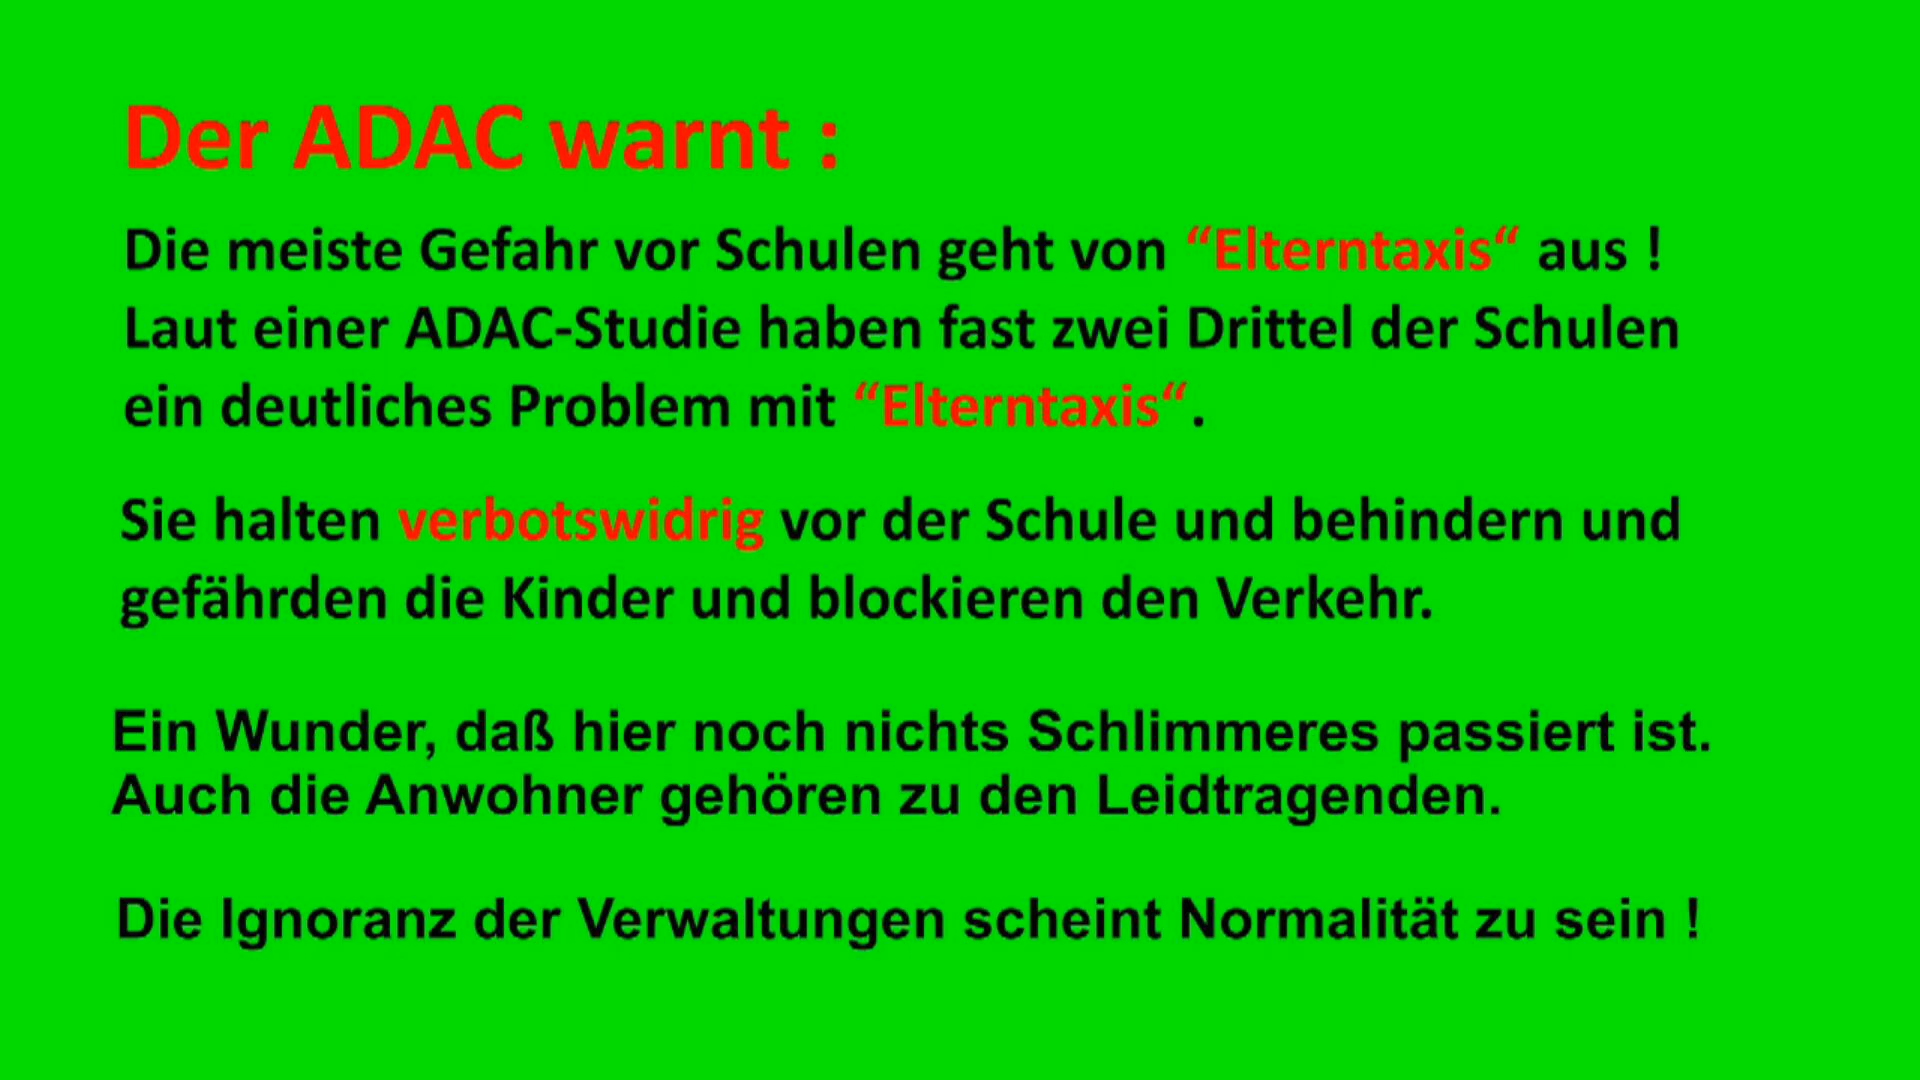 Der ADAC warnt :
Die meiste Gefahr vor Schulen geht von “Elterntaxis“ aus !
Laut einer ADAC-Studie haben fast zwei Drittel der Schulen
ein deutliches Problem mit “Elterntaxis“.
Sie halten verbotswidrig vor der Schule und behindern und
gefährden die Kinder und blockieren den Verkehr.
Ein Wunder, daß hier noch nichts Schlimmeres passiert ist.
Auch die Anwohner gehören zu den Leidtragenden.
Die Ignoranz der Verwaltungen scheint Normalität zu sein !